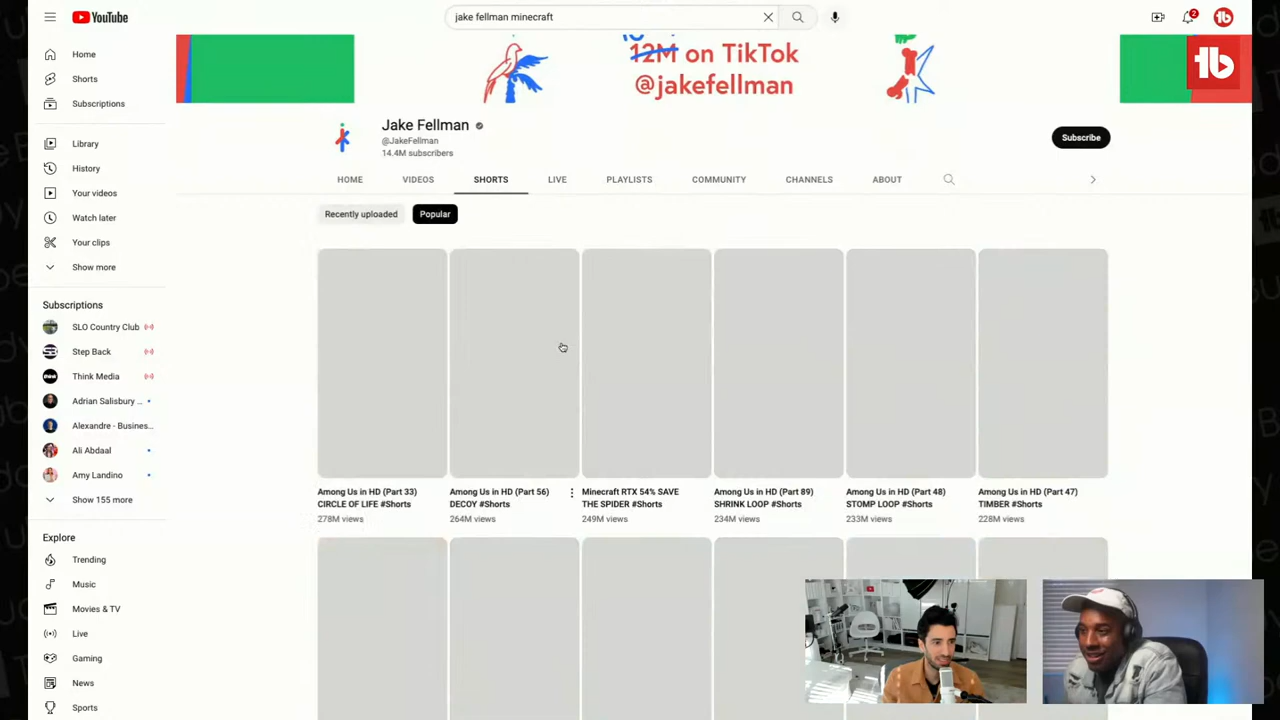 YouTube
jake fellman minecraft
2
Home
Shorts
Subscriptions
Library
History
Your videos
Watch later
Your clips
Show more
Subscriptions
SLO Country Club
Step Back
Think Media
Adrian Salisbury ...
Alexandre - Busines...
Ali Abdaal
Amy Landino
Show 155 more
Explore
Trending
Music
Movies & TV
Live
Gaming
News
Sports
12M on TikTok
@jakefellman
tb
Jake Fellman
@JakeFellman
14.4M subscribers
Subscribe
HOME VIDEOS SHORTS LIVE PLAYLISTS COMMUNITY CHANNELS ABOUT
Recently uploaded Popular
Among Us in HD (Part 33)
CIRCLE OF LIFE #Shorts
278M views
Among Us in HD (Part 56)
DECOY #Shorts
264M views
Minecraft RTX 54% SAVE
THE SPIDER #Shorts
249M views
Among Us in HD (Part 89)
SHRINK LOOP #Shorts
234M views
Among Us in HD (Part 48)
STOMP LOOP #Shorts
233M views
Among Us in HD (Part 47)
TIMBER #Shorts
228M views